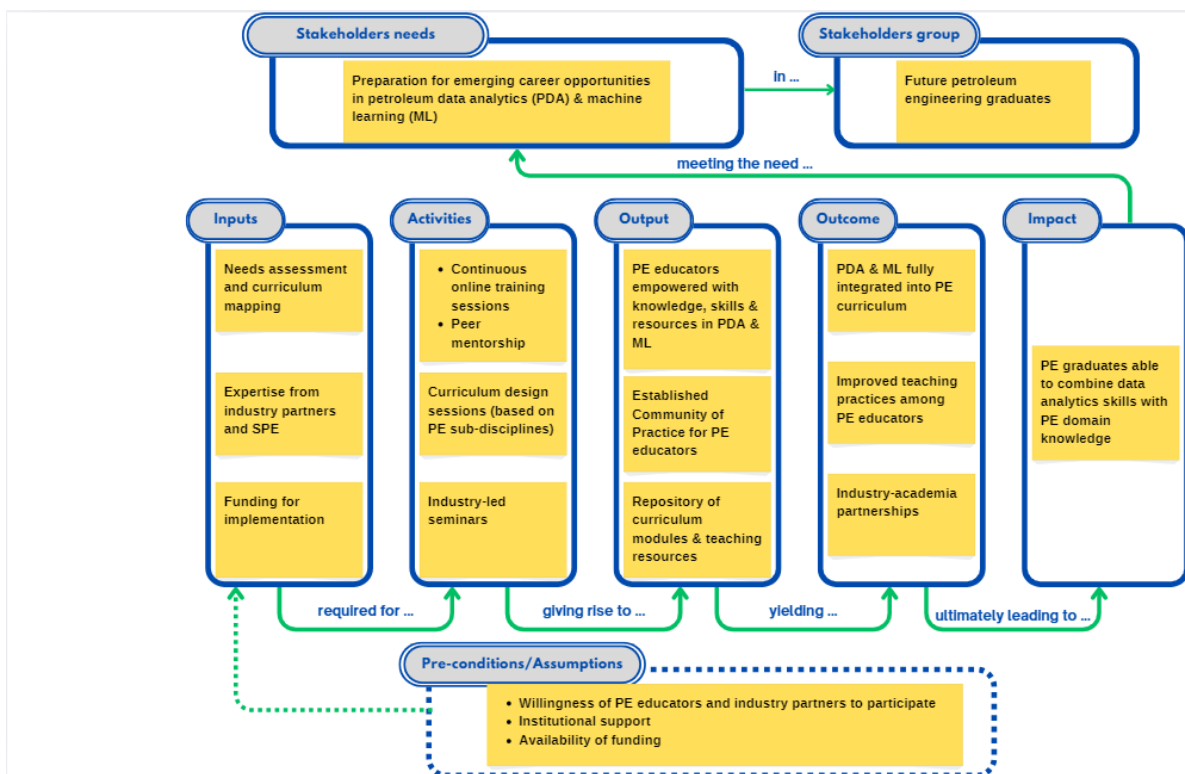 Stakeholders needs
Preparation for emerging career opportunities
in petroleum data analytics (PDA) & machine
learning (ML)
in ...
Stakeholders group
Future petroleum
engineering graduates
meeting the need ...
Inputs
Needs assessment
and curriculum
mapping
Expertise from
industry partners
and SPE
Funding for
implementation
Activities
• Continuous
online training
sessions
• Peer
mentorship
Curriculum design
sessions (based on
PE sub-disciplines)
Industry-led
seminars
Output
PE educators
empowered with
knowledge, skills &
resources in PDA &
ML
Established
Community of
Practice for PE
educators
Repository of
curriculum
modules & teaching
resources
Outcome
PDA & ML fully
integrated into PE
curriculum
Improved teaching
practices among
PE educators
Industry-academia
partnerships
Impact
PE graduates able
to combine data
analytics skills with
PE domain
knowledge
required for ...
giving rise to ...
yielding ...
ultimately leading to ...
Pre-conditions/Assumptions
• Willingness of PE educators and industry partners to participate
• Institutional support
• Availability of funding